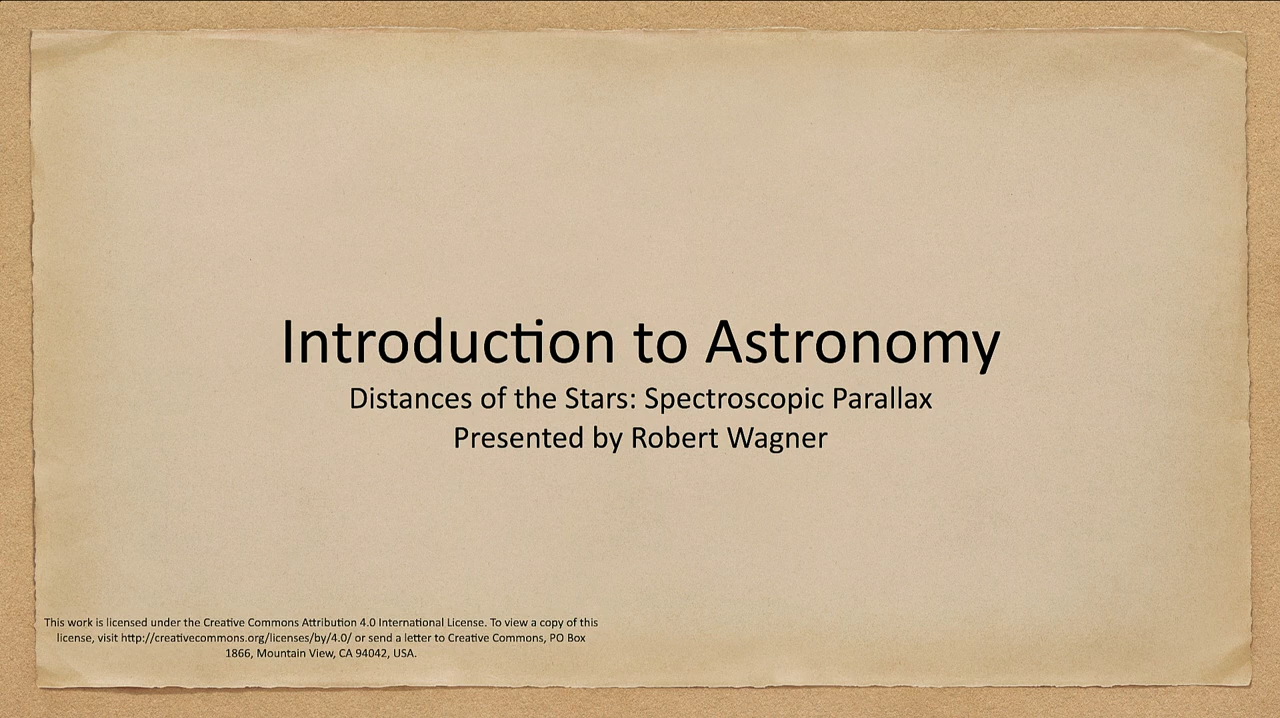 Introduction to Astronomy
Distances of the Stars: Spectroscopic Parallax
Presented by Robert Wagner
This work is licensed under the Creative Commons Attribution 4.0 International License. To view a copy of this
license, visit http://creativecommons.org/licenses/by/4.0/ or send a letter to Creative Commons, PO Box
1866, Mountain View, CA 94042, USA.